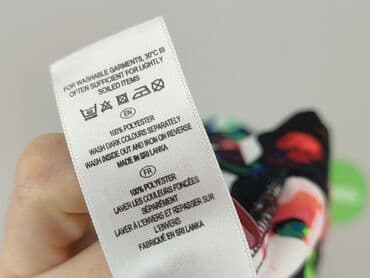 FOR WASHABLE GARMENTS, 30°C IS
OFTEN SUFFICIENT FOR LIGHTLY
SOILED ITEMS
EN
100% POLYESTER
WASH DARK COLOURS SEPARATELY
WASH INSIDE OUT AND IRON ON REVERSE
MADE IN SRI LANKA
FR
100% POLYESTER
LAVER LES COULEURS FONCÉES
SÉPARÉMENT
LAVER À L'ENVERS ET REPASSER SUR
L'ENVERS
FABRIQUÉ EN SRI LANKA